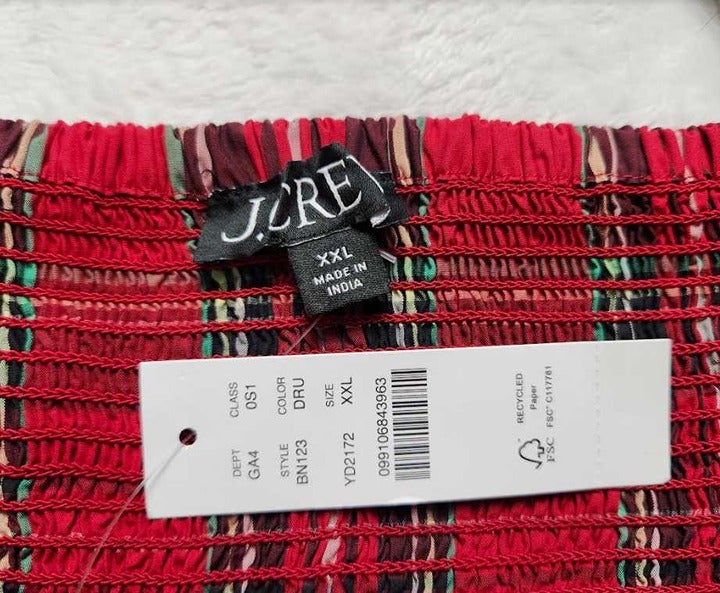 J.CREW
XXL
MADE IN
INDIA
DEPT CLASS
GA4 0S1
STYLE COLOR
BN123 DRU
SIZE
YD2172 XXL
099106843963
RECYCLED
Paper
FSC® C117781
FSC